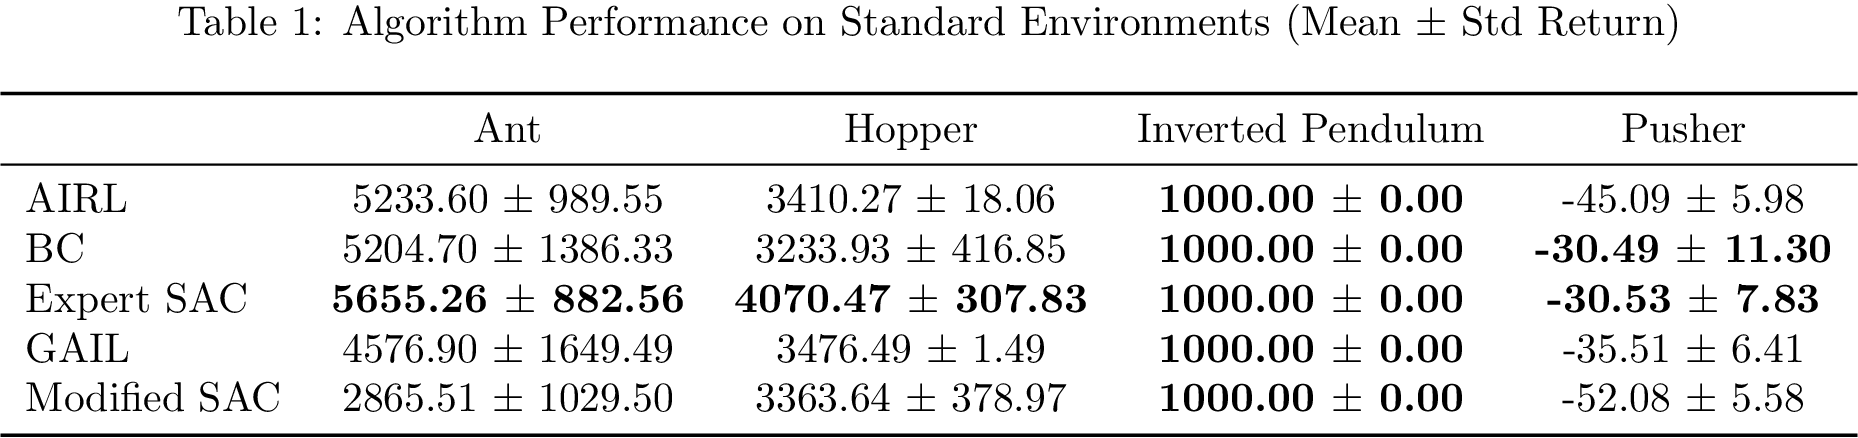 Table 1: Algorithm Performance on Standard Environments (Mean ± Std Return)
Ant Hopper Inverted Pendulum Pusher
AIRL 5233.60 ± 989.55 3410.27 ± 18.06 1000.00 ± 0.00 -45.09 ± 5.98
BC 5204.70 ± 1386.33 3233.93 ± 416.85 1000.00 ± 0.00 -30.49 ± 11.30
Expert SAC 5655.26 ± 882.56 4070.47 ± 307.83 1000.00 ± 0.00 -30.53 ± 7.83
GAIL 4576.90 ± 1649.49 3476.49 ± 1.49 1000.00 ± 0.00 -35.51 ± 6.41
Modified SAC 2865.51 ± 1029.50 3363.64 ± 378.97 1000.00 ± 0.00 -52.08 ± 5.58